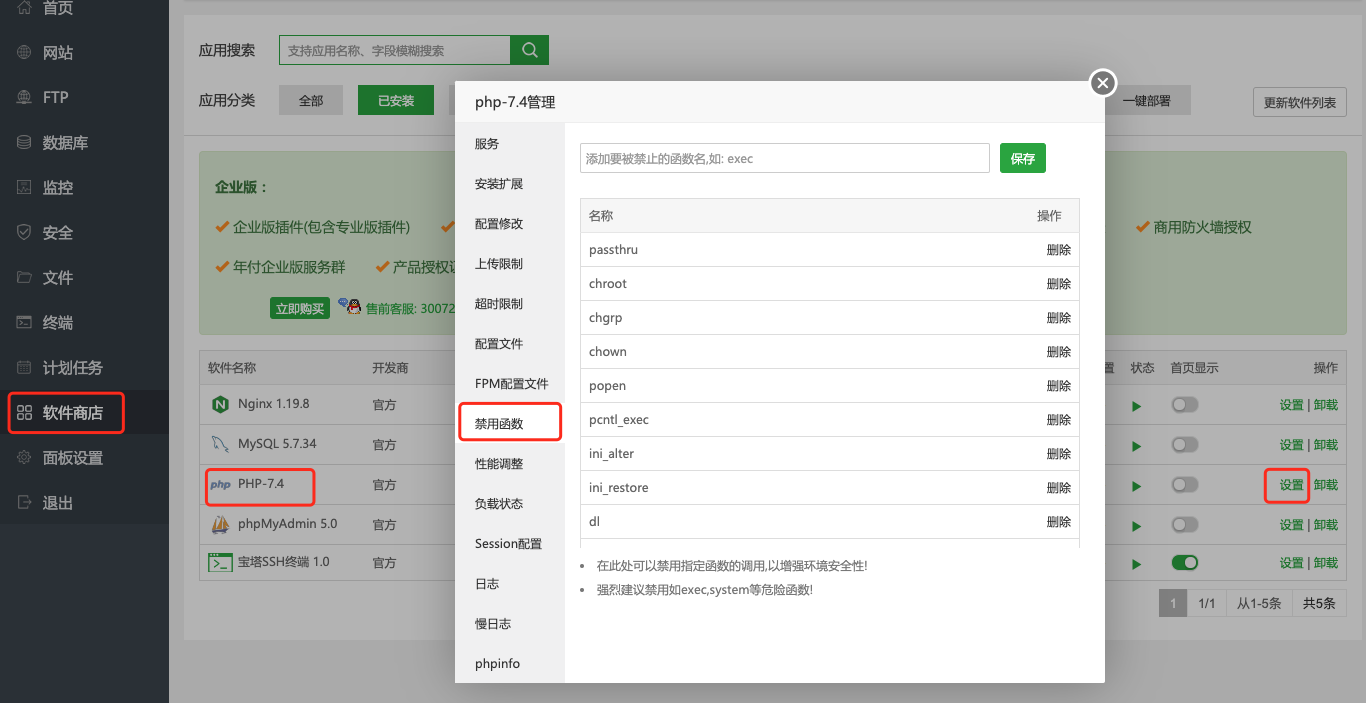 首页
网站
FTP
数据库
监控
安全
文件
终端
计划任务
软件商店
面板设置
退出
应用搜索
支持应用名称、字段模糊搜索
应用分类
全部
已安装
一键部署
更新软件列表
企业版：
企业版插件(包含专业版插件)
商用防火墙授权
年付企业版服务群
产品授权
立即购买
售前客服: 30072
软件名称 开发商
置 状态 首页显示 操作
Nginx 1.19.8 官方 设置 | 卸载
MySQL 5.7.34 官方 设置 | 卸载
php PHP-7.4 官方 设置 | 卸载
phpMyAdmin 5.0 官方 设置 | 卸载
宝塔SSH终端 1.0 官方 设置 | 卸载
1 1/1 从1-5条 共5条
php-7.4管理
服务
安装扩展
配置修改
上传限制
超时限制
配置文件
FPM配置文件
禁用函数
性能调整
负载状态
Session配置
日志
慢日志
phpinfo
添加要被禁止的函数名,如: exec
保存
名称 操作
passthru 删除
chroot 删除
chgrp 删除
chown 删除
popen 删除
pcntl_exec 删除
ini_alter 删除
ini_restore 删除
dl 删除
在此处可以禁用指定函数的调用,以增强环境安全性!
强烈建议禁用如exec,system等危险函数!